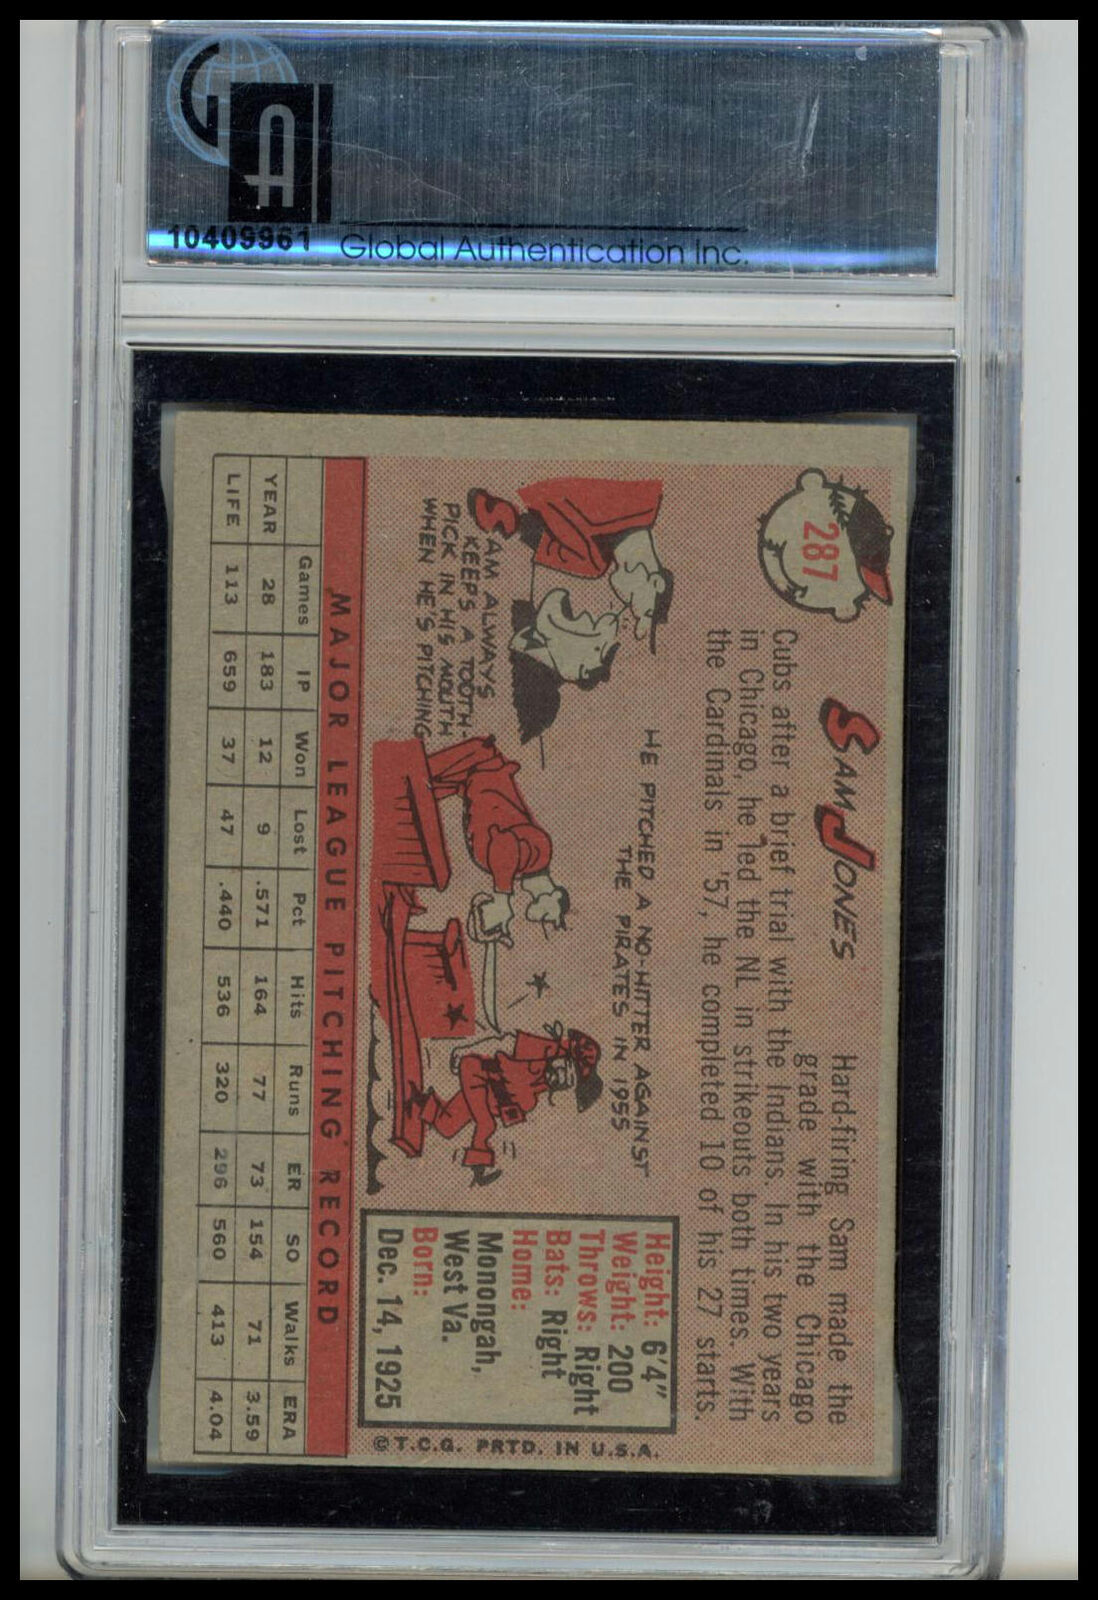 10409961
Global Authentication Inc.
287
SAM JONES
Hard-firing Sam made the
grade with the Chicago
Cubs after a brief trial with the Indians. In his two years
in Chicago, he led the NL in strikeouts both times. With
the Cardinals in '57, he completed 10 of his 27 starts.
SAM ALWAYS
KEEPS A TOOTH-
PICK IN HIS MOUTH
WHEN HE'S PITCHING
HE PITCHED A NO-HITTER AGAINST
THE PIRATES IN 1955
Height: 6'4"
Weight: 200
Throws: Right
Bats: Right
Home:
Monongah,
West Va.
Born:
Dec. 14, 1925
© T.C.G. PRTD. IN U.S.A.
MAJOR LEAGUE PITCHING RECORD
Games IP Won Lost Pct Hits Runs ER SO Walks ERA
YEAR 28 183 12 9 .571 164 77 73 154 71 3.59
LIFE 113 659 37 47 .440 536 320 296 560 413 4.04